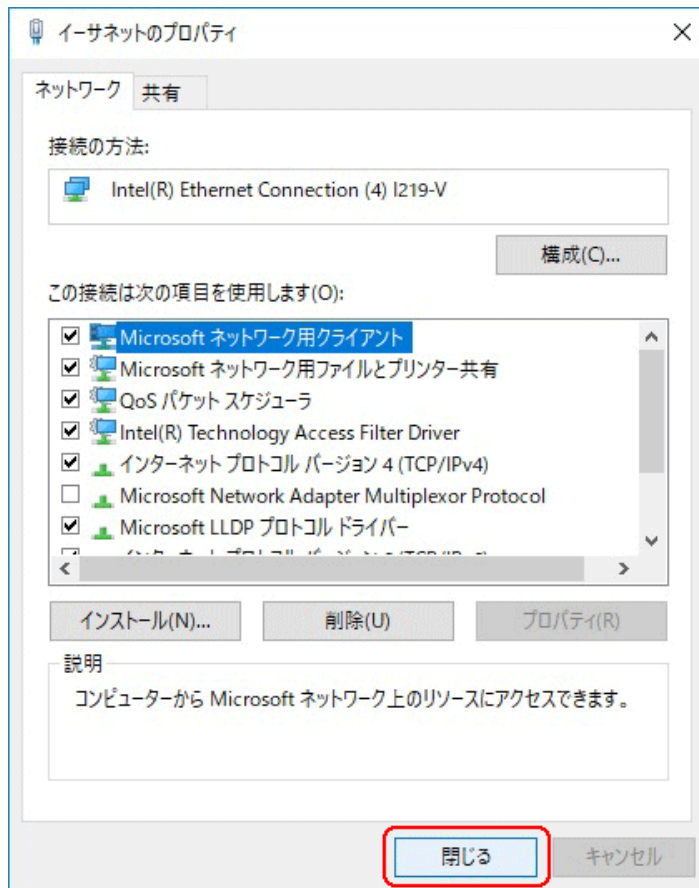 イーサネットのプロパティ
ネットワーク 共有
接続の方法:
Intel(R) Ethernet Connection (4) I219-V
構成(C)...
この接続は次の項目を使用します(O):
Microsoft ネットワーク用クライアント
Microsoft ネットワーク用ファイルとプリンター共有
QoS パケット スケジューラ
Intel(R) Technology Access Filter Driver
インターネット プロトコル バージョン 4 (TCP/IPv4)
Microsoft Network Adapter Multiplexor Protocol
Microsoft LLDP プロトコル ドライバー
インストール(N)... 削除(U) プロパティ(R)
説明
コンピューターから Microsoft ネットワーク上のリソースにアクセスできます。
閉じる キャンセル